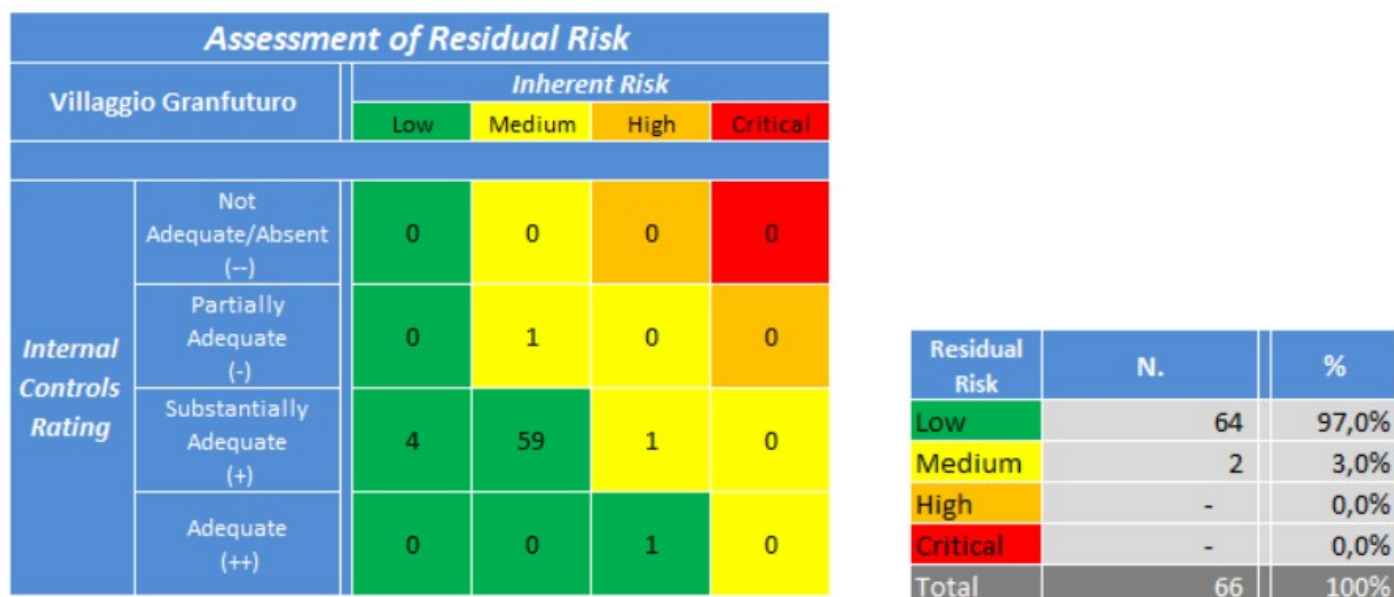 Assessment of Residual Risk
Villaggio Granfuturo
Inherent Risk
Low Medium High Critical
Internal
Controls
Rating
Not
Adequate/Absent
(--)
0 0 0 0
Partially
Adequate
(-)
0 1 0 0
Substantially
Adequate
(+)
4 59 1 0
Adequate
(++)
0 0 1 0
Residual
Risk
N. %
Low 64 97,0%
Medium 2 3,0%
High - 0,0%
Critical - 0,0%
Total 66 100%